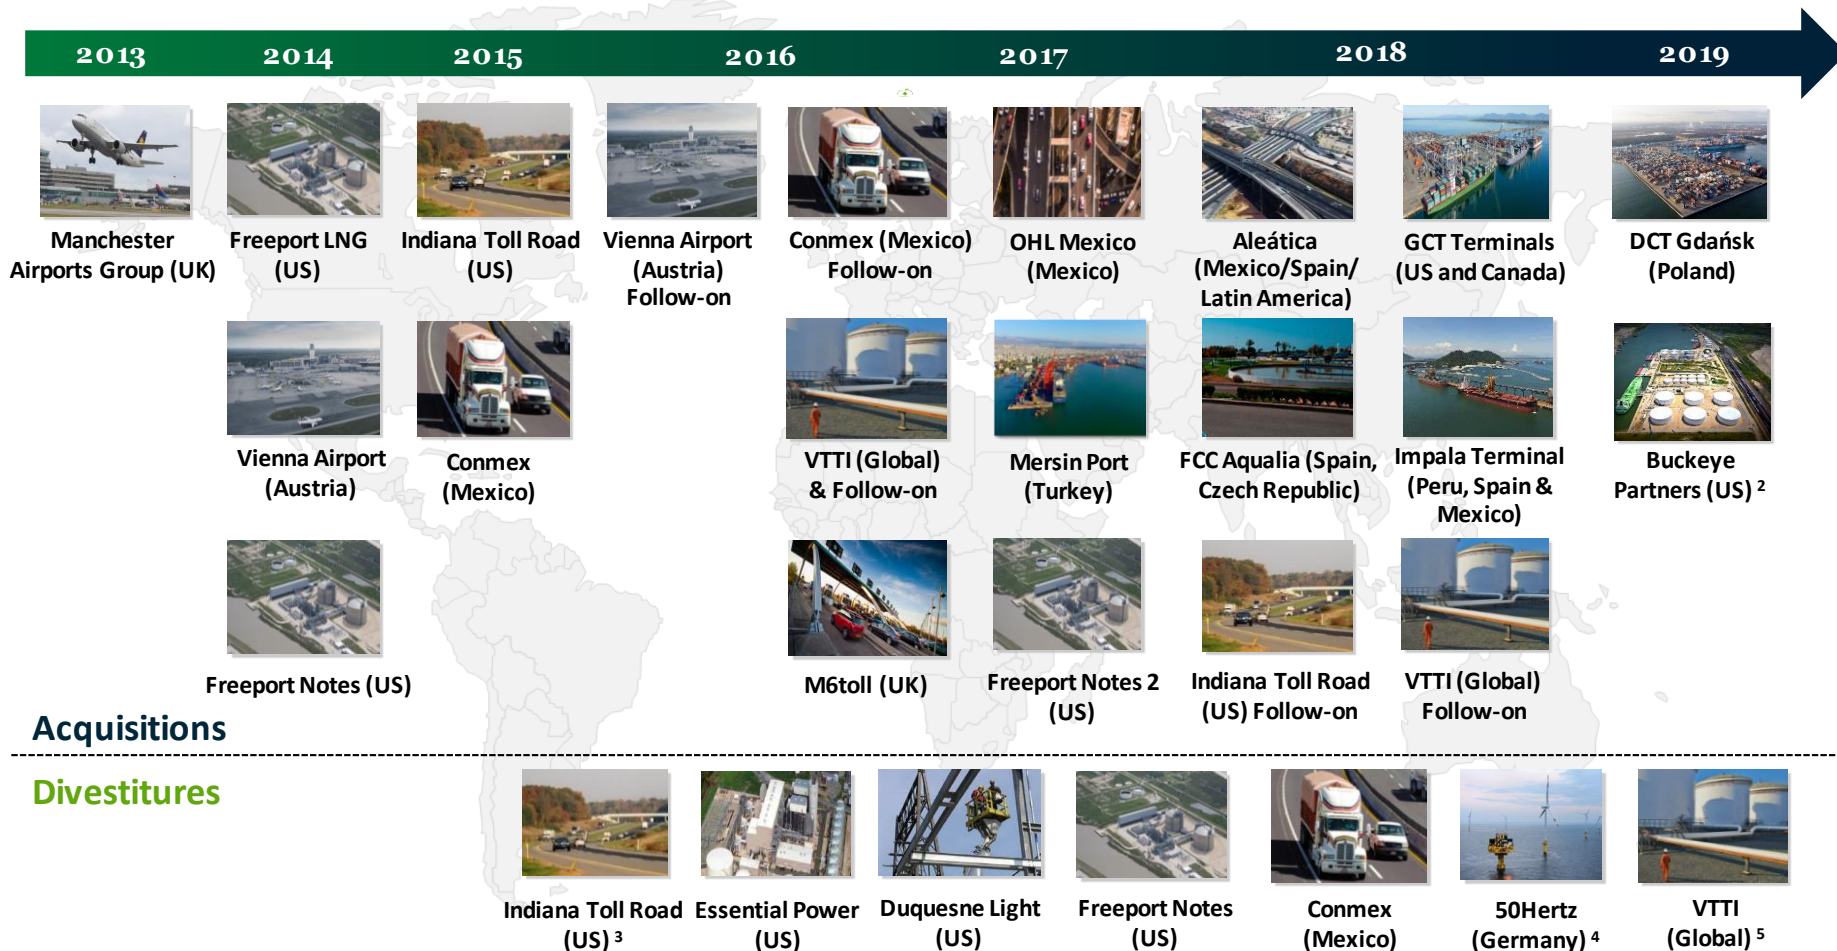 2013 2014 2015 2016 2017 2018 2019
Manchester
Airports Group (UK)
Freeport LNG
(US)
Indiana Toll Road
(US)
Vienna Airport
(Austria)
Follow-on
Conmex (Mexico)
Follow-on
OHL Mexico
(Mexico)
Aleática
(Mexico/Spain/
Latin America)
GCT Terminals
(US and Canada)
DCT Gdańsk
(Poland)
Vienna Airport
(Austria)
Conmex
(Mexico)
VTTI (Global)
& Follow-on
Mersin Port
(Turkey)
FCC Aqualia (Spain,
Czech Republic)
Impala Terminal
(Peru, Spain &
Mexico)
Buckeye
Partners (US) ²
Freeport Notes (US)
M6toll (UK)
Freeport Notes 2
(US)
Indiana Toll Road
(US) Follow-on
VTTI (Global)
Follow-on
Acquisitions
Divestitures
Indiana Toll Road
(US) ³
Essential Power
(US)
Duquesne Light
(US)
Freeport Notes
(US)
Conmex
(Mexico)
50Hertz
(Germany) ⁴
VTTI
(Global) ⁵